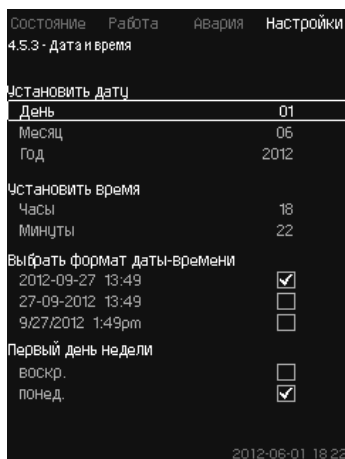 Состояние Работа Авария Настройки
4.5.3 - Дата и время
Установить дату
День 01
Месяц 06
Год 2012
Установить время
Часы 18
Минуты 22
Выбрать формат даты-времени
2012-09-27 13:49
27-09-2012 13:49
9/27/2012 1:49pm
Первый день недели
воскр.
понед.
2012-06-01 18:22